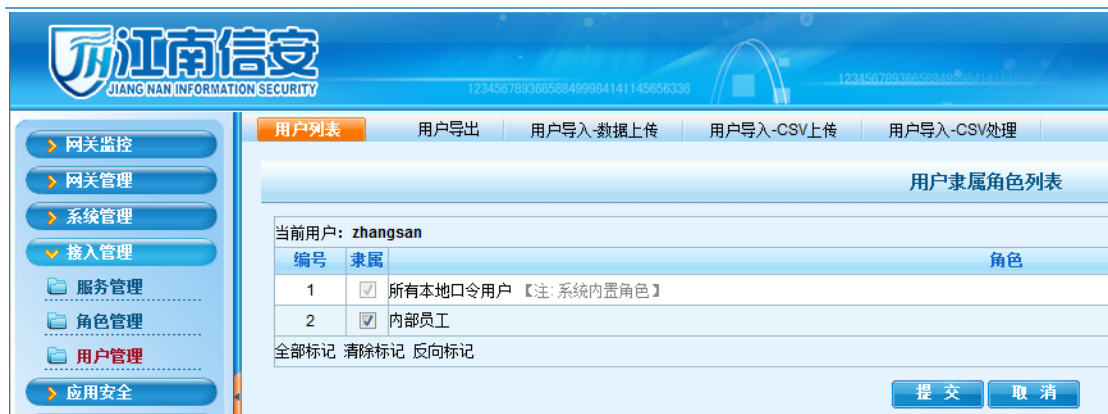 江南信安
JIANG NAN INFORMATION SECURITY
用户列表 用户导出 用户导入-数据上传 用户导入-CSV上传 用户导入-CSV处理
网关监控
网关管理
系统管理
接入管理
服务管理
角色管理
用户管理
应用安全
用户隶属角色列表
当前用户: zhangsan
编号 隶属 角色
1 所有本地口令用户 【注: 系统内置角色】
2 内部员工
全部标记 清除标记 反向标记
提 交 取 消